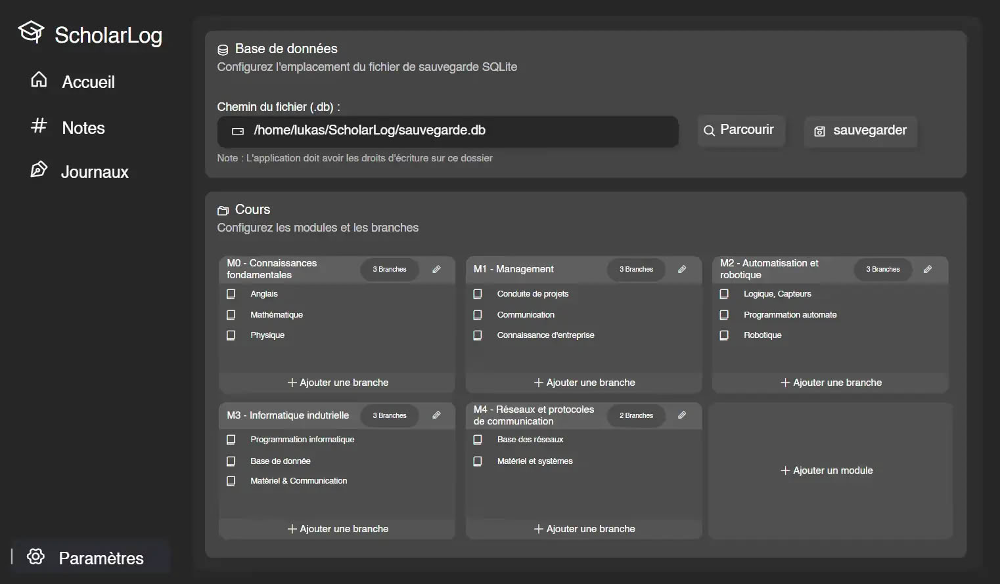 ScholarLog
Accueil
Notes
Journaux
Paramètres
Base de données
Configurez l'emplacement du fichier de sauvegarde SQLite
Chemin du fichier (.db) :
/home/lukas/ScholarLog/sauvegarde.db
Parcourir
sauvegarder
Note : L'application doit avoir les droits d'écriture sur ce dossier
Cours
Configurez les modules et les branches
M0 - Connaissances
fondamentales
3 Branches
Anglais
Mathématique
Physique
Ajouter une branche
M1 - Management
3 Branches
Conduite de projets
Communication
Connaissance d'entreprise
Ajouter une branche
M2 - Automatisation et
robotique
3 Branches
Logique, Capteurs
Programmation automate
Robotique
Ajouter une branche
M3 - Informatique indutrielle
3 Branches
Programmation informatique
Base de donnée
Matériel & Communication
Ajouter une branche
M4 - Réseaux et protocoles
de communication
2 Branches
Base des réseaux
Matériel et systèmes
Ajouter une branche
Ajouter un module